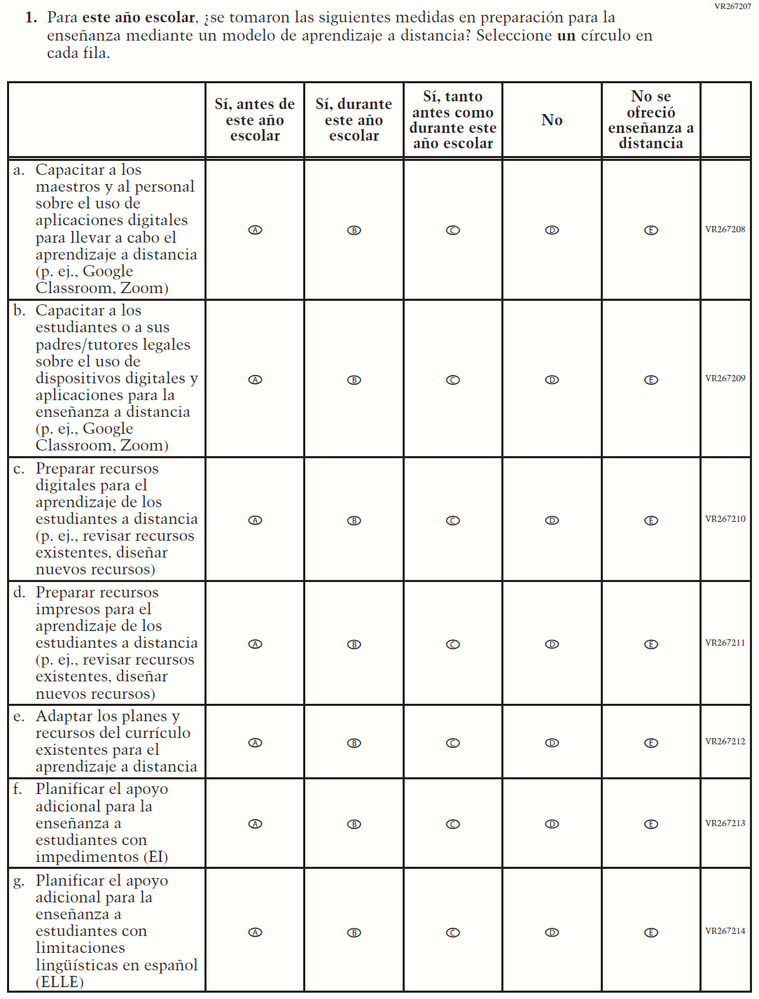 VR267207
1. Para este año escolar, ¿se tomaron las siguientes medidas en preparación para la
enseñanza mediante un modelo de aprendizaje a distancia? Seleccione un círculo en
cada fila.
Sí, antes de
este año
escolar
Sí, durante
este año
escolar
Sí, tanto
antes como
durante este
año escolar
No
No se
ofreció
enseñanza a
distancia
a. Capacitar a los
maestros y al personal
sobre el uso de
aplicaciones digitales
para llevar a cabo el
aprendizaje a distancia
(p. ej., Google
Classroom, Zoom)
A B C D E VR267208
b. Capacitar a los
estudiantes o a sus
padres/tutores legales
sobre el uso de
dispositivos digitales y
aplicaciones para la
enseñanza a distancia
(p. ej., Google
Classroom, Zoom)
A B C D E VR267209
c. Preparar recursos
digitales para el
aprendizaje de los
estudiantes a distancia
(p. ej., revisar recursos
existentes, diseñar
nuevos recursos)
A B C D E VR267210
d. Preparar recursos
impresos para el
aprendizaje de los
estudiantes a distancia
(p. ej., revisar recursos
existentes, diseñar
nuevos recursos)
A B C D E VR267211
e. Adaptar los planes y
recursos del currículo
existentes para el
aprendizaje a distancia
A B C D E VR267212
f. Planificar el apoyo
adicional para la
enseñanza a
estudiantes con
impedimentos (EI)
A B C D E VR267213
g. Planificar el apoyo
adicional para la
enseñanza a
estudiantes con
limitaciones
lingüísticas en español
(ELLE)
A B C D E VR267214